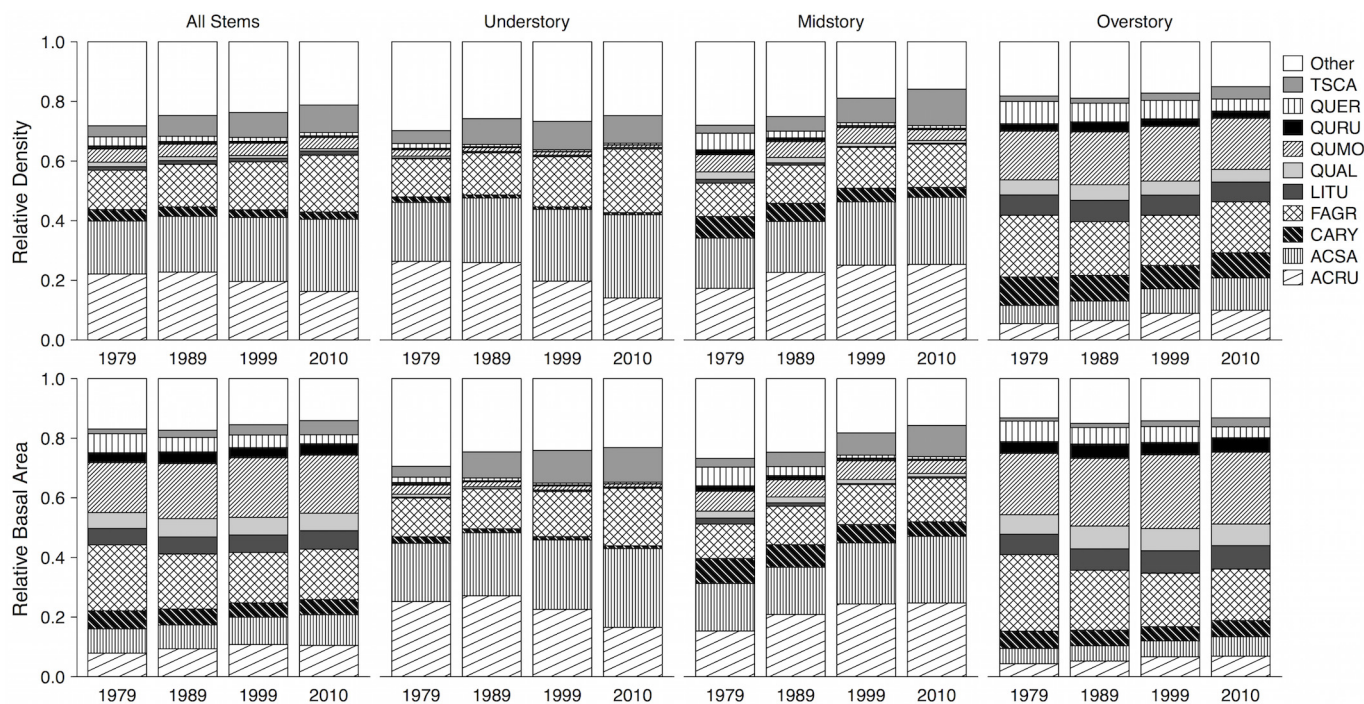 All Stems Understory Midstory Overstory
1.0
0.8
0.6
0.4
0.2
0.0
Relative Density
1979 1989 1999 2010 1979 1989 1999 2010 1979 1989 1999 2010 1979 1989 1999 2010
Other
TSCA
QUER
QURU
QUMO
QUAL
LITU
FAGR
CARY
ACSA
ACRU
1.0
0.8
0.6
0.4
0.2
0.0
Relative Basal Area
1979 1989 1999 2010 1979 1989 1999 2010 1979 1989 1999 2010 1979 1989 1999 2010